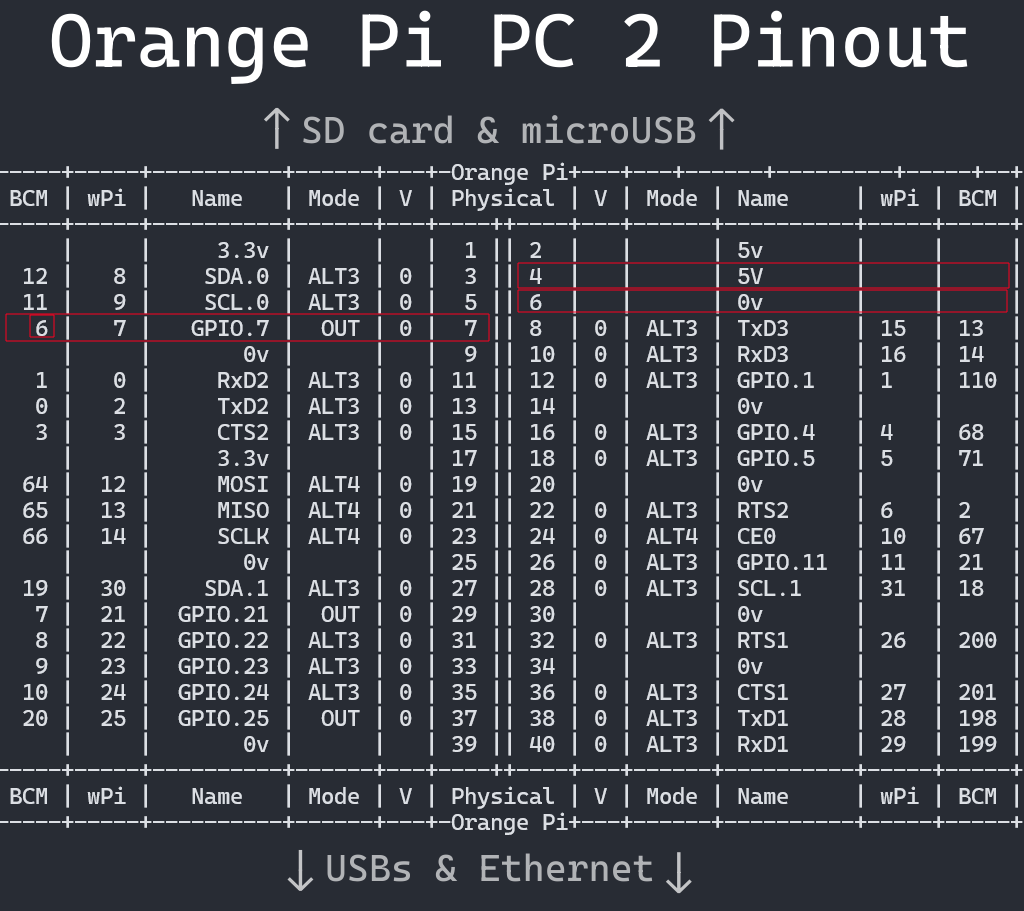 Orange Pi PC 2 Pinout
↑ SD card & microUSB ↑
-----+-----+----------+------+---+-Orange Pi+---+---+------+---------+-----+--+
BCM | wPi | Name | Mode | V | Physical | V | Mode | Name | wPi | BCM |
-----+-----+----------+------+---+----++----+---+------+----------+-----+-----+
| | 3.3v | | | 1 || 2 | | | 5v | | |
12 | 8 | SDA.0 | ALT3 | 0 | 3 || 4 | | | 5V | | |
11 | 9 | SCL.0 | ALT3 | 0 | 5 || 6 | | | 0v | | |
6 | 7 | GPIO.7 | OUT | 0 | 7 || 8 | 0 | ALT3 | TxD3 | 15 | 13 |
| | 0v | | | 9 || 10 | 0 | ALT3 | RxD3 | 16 | 14 |
1 | 0 | RxD2 | ALT3 | 0 | 11 || 12 | 0 | ALT3 | GPIO.1 | 1 | 110 |
0 | 2 | TxD2 | ALT3 | 0 | 13 || 14 | | | 0v | | |
3 | 3 | CTS2 | ALT3 | 0 | 15 || 16 | 0 | ALT3 | GPIO.4 | 4 | 68 |
| | 3.3v | | | 17 || 18 | 0 | ALT3 | GPIO.5 | 5 | 71 |
64 | 12 | MOSI | ALT4 | 0 | 19 || 20 | | | 0v | | |
65 | 13 | MISO | ALT4 | 0 | 21 || 22 | 0 | ALT3 | RTS2 | 6 | 2 |
66 | 14 | SCLK | ALT4 | 0 | 23 || 24 | 0 | ALT4 | CE0 | 10 | 67 |
| | 0v | | | 25 || 26 | 0 | ALT3 | GPIO.11 | 11 | 21 |
19 | 30 | SDA.1 | ALT3 | 0 | 27 || 28 | 0 | ALT3 | SCL.1 | 31 | 18 |
7 | 21 | GPIO.21 | OUT | 0 | 29 || 30 | | | 0v | | |
8 | 22 | GPIO.22 | ALT3 | 0 | 31 || 32 | 0 | ALT3 | RTS1 | 26 | 200 |
9 | 23 | GPIO.23 | ALT3 | 0 | 33 || 34 | | | 0v | | |
10 | 24 | GPIO.24 | ALT3 | 0 | 35 || 36 | 0 | ALT3 | CTS1 | 27 | 201 |
20 | 25 | GPIO.25 | OUT | 0 | 37 || 38 | 0 | ALT3 | TxD1 | 28 | 198 |
| | 0v | | | 39 || 40 | 0 | ALT3 | RxD1 | 29 | 199 |
-----+-----+----------+------+---+----++----+---+------+----------+-----+-----+
BCM | wPi | Name | Mode | V | Physical | V | Mode | Name | wPi | BCM |
-----+-----+----------+------+---+-Orange Pi+---+------+----------+-----+-----+
↓ USBs & Ethernet ↓